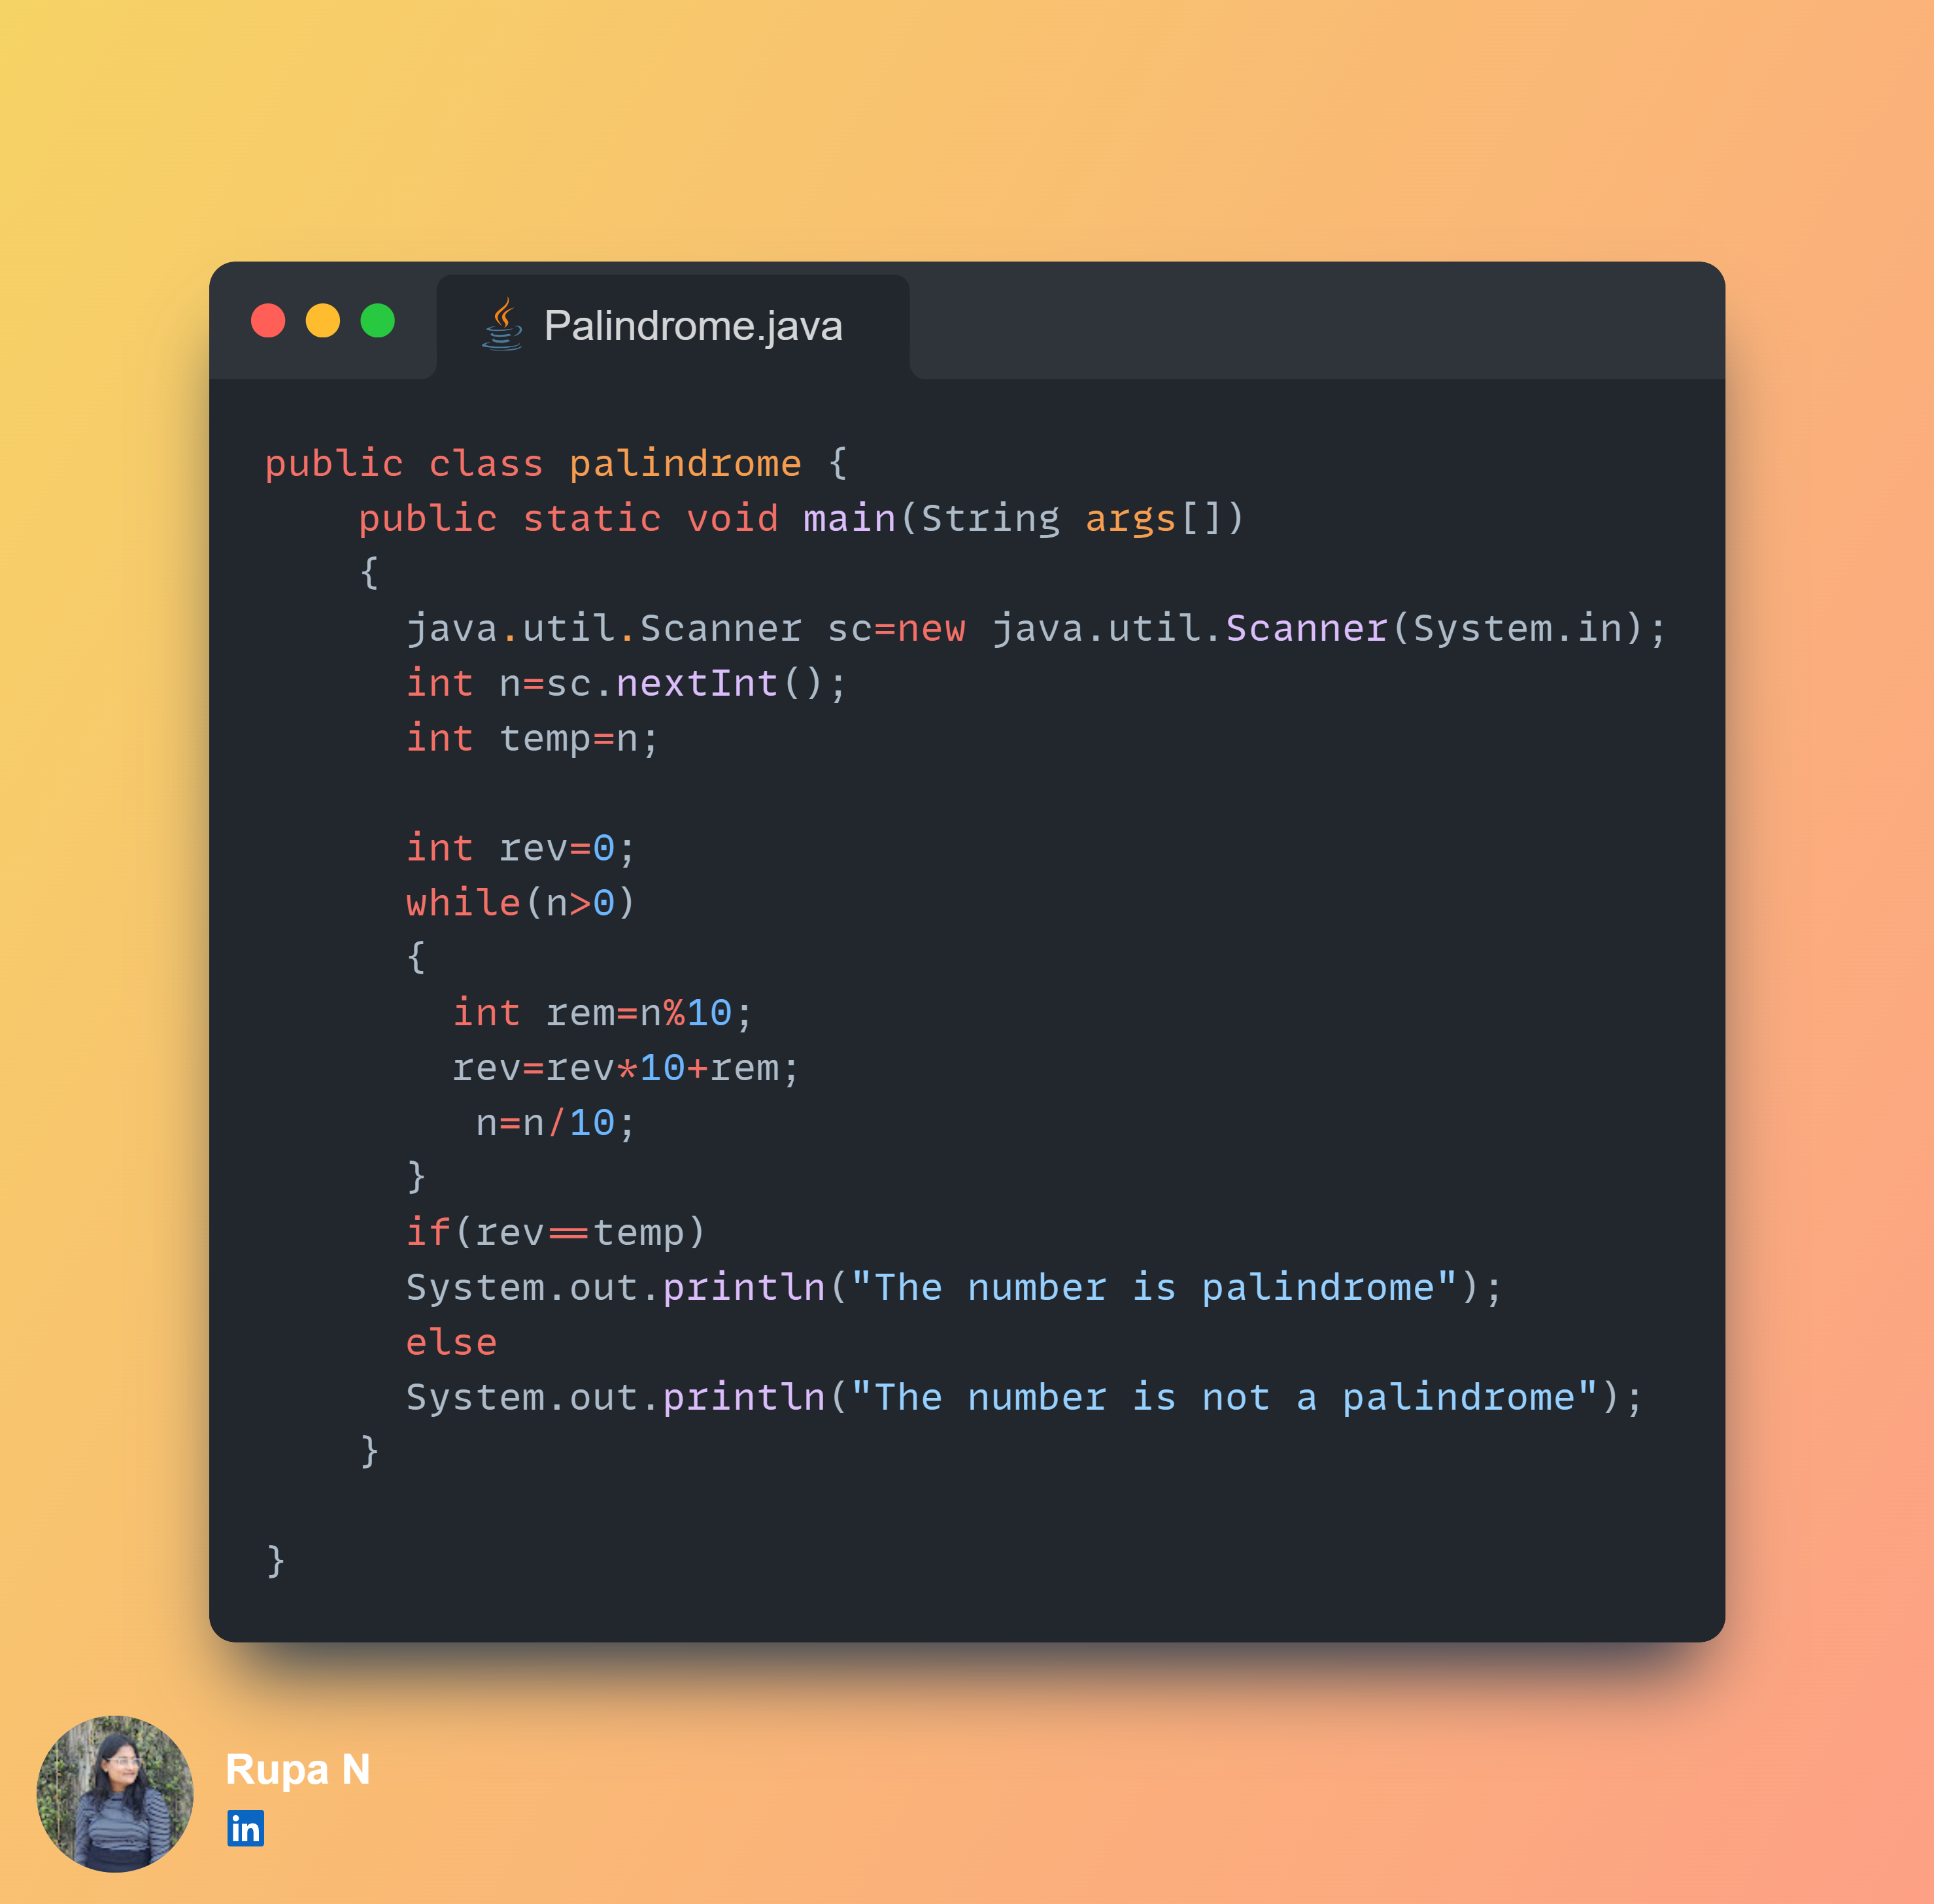 Palindrome.java
public class palindrome {
    public static void main(String args[])
    {
      java.util.Scanner sc=new java.util.Scanner(System.in);
      int n=sc.nextInt();
      int temp=n;

      int rev=0;
      while(n>0)
      {
        int rem=n%10;
        rev=rev*10+rem;
         n=n/10;
      }
      if(rev==temp)
      System.out.println("The number is palindrome");
      else
      System.out.println("The number is not a palindrome");
    }

}
Rupa N
in